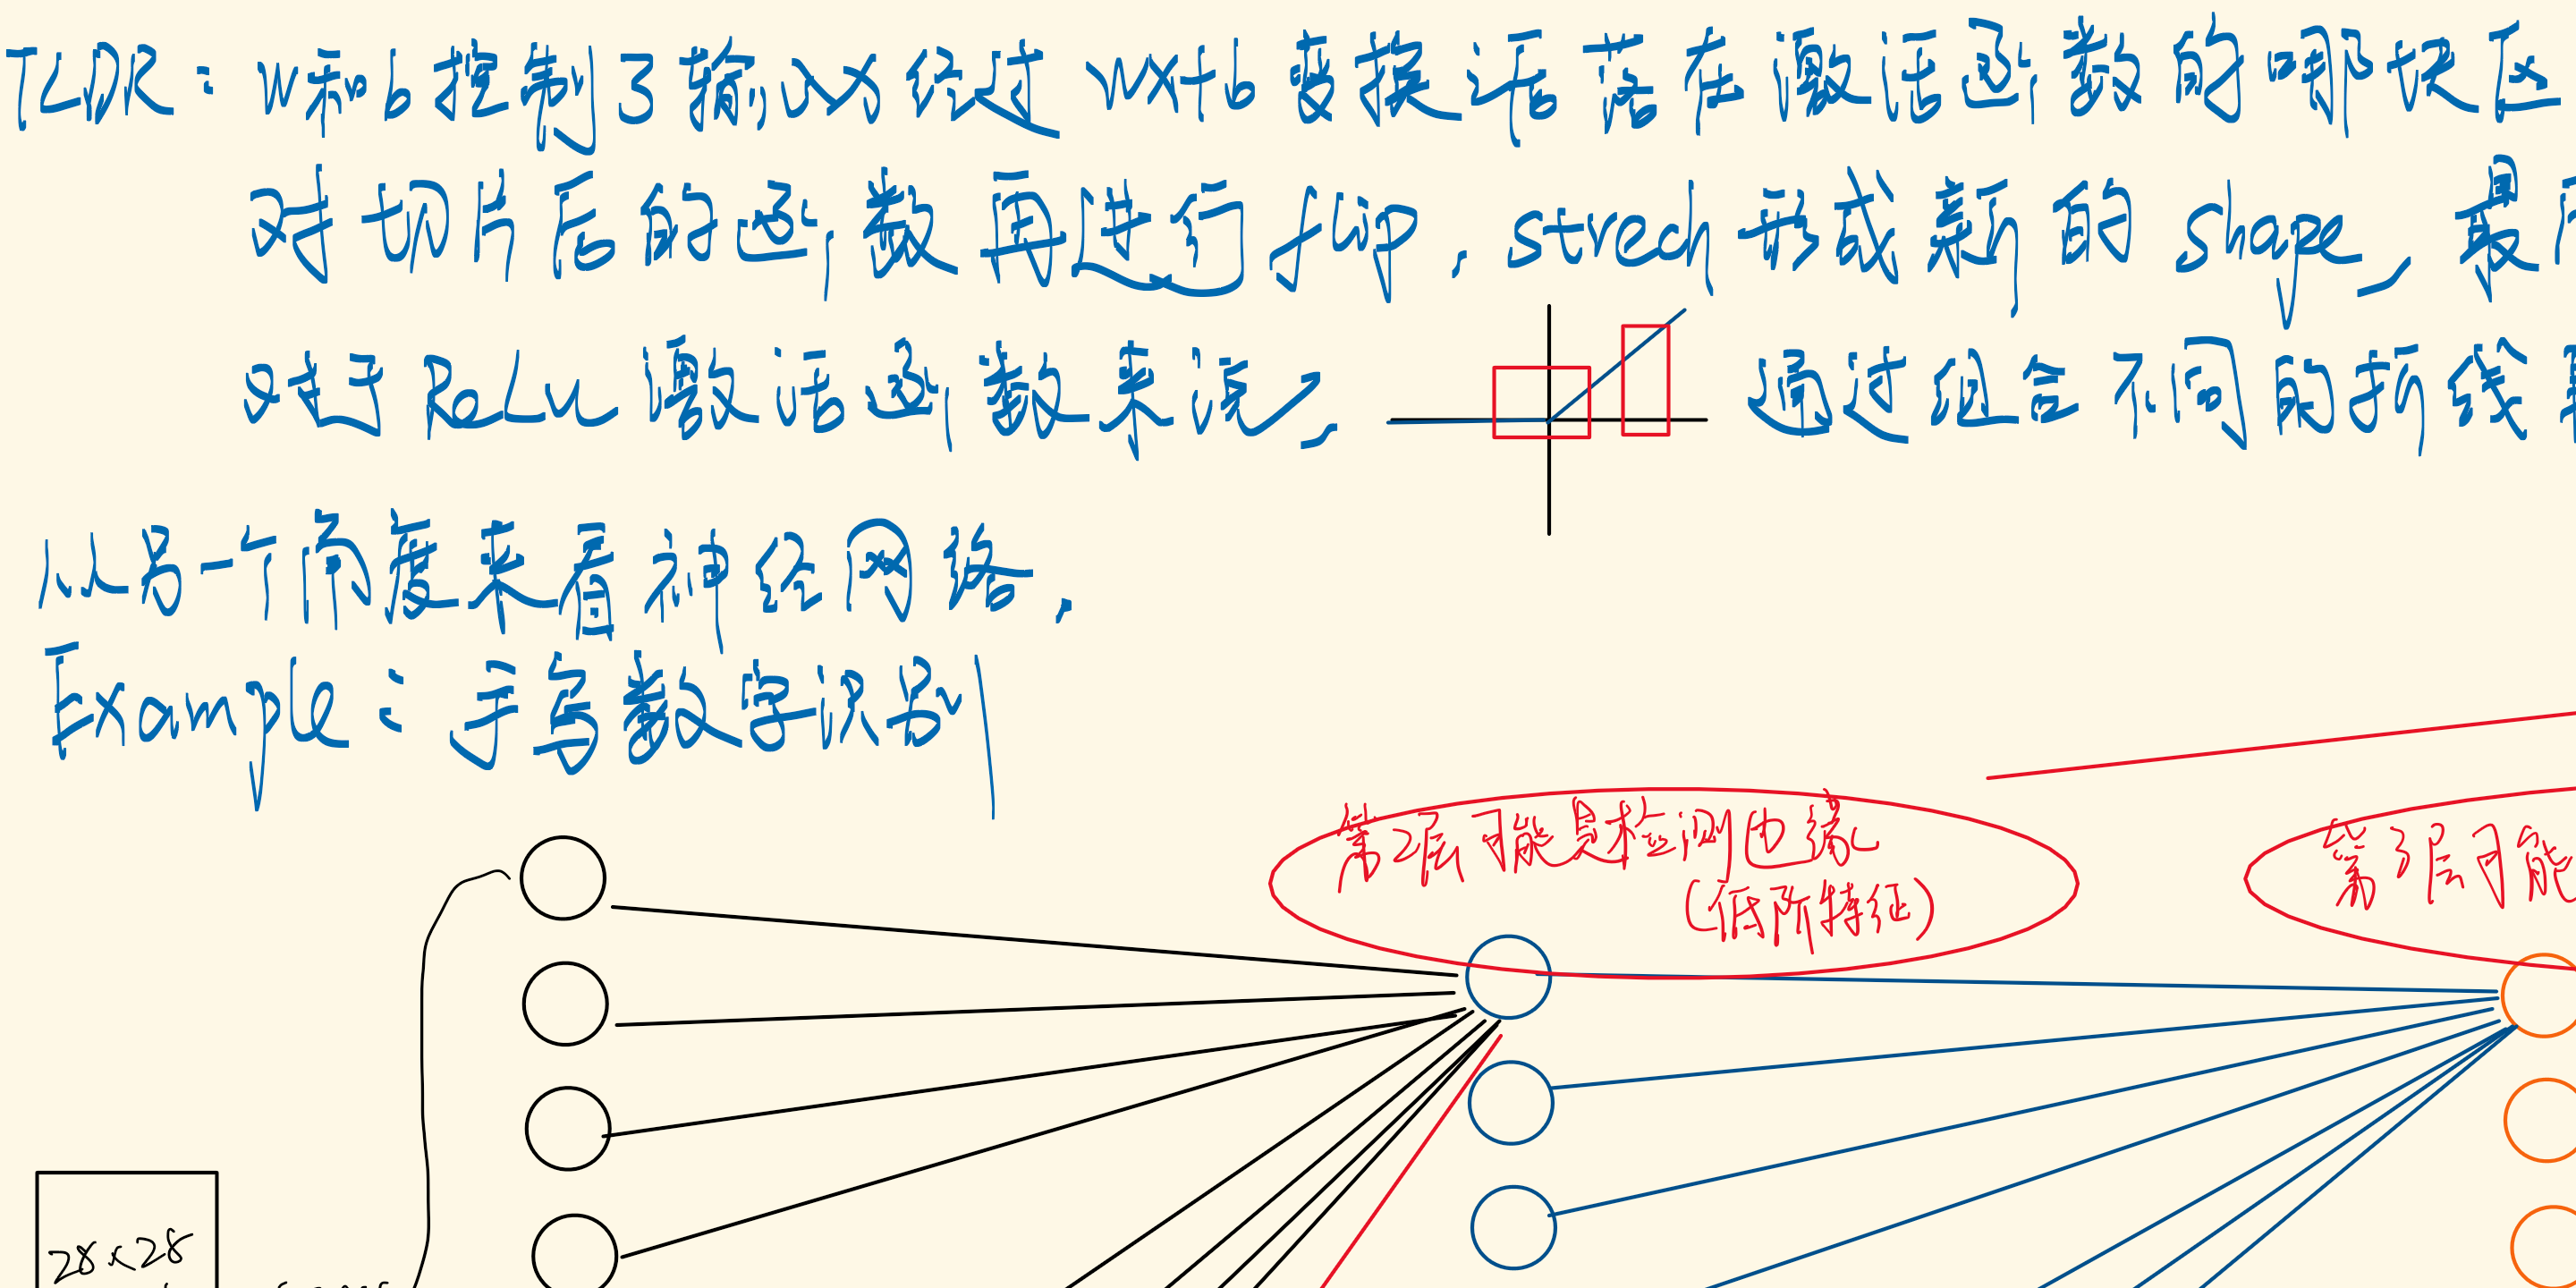 TLDR：w和b控制了输入x经过 wx+b 变换后落在激活函数的哪块区
对切片后的函数再进行 flip，strech 形成新的 shape，最
对于 ReLu 激活函数来说， 通过组合不同的折线
从另一个角度来看神经网络，
Example：手写数字识别
第2层可能是检测边缘
（低阶特征）
第3层可能
28×28